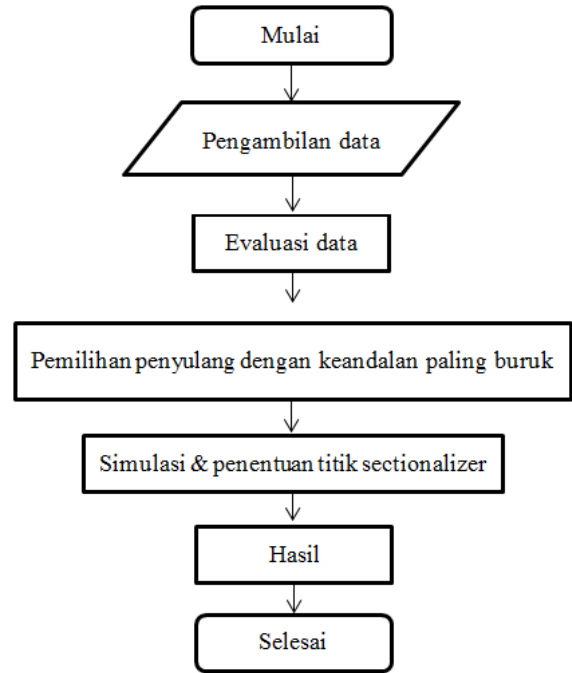 Mulai
Pengambilan data
Evaluasi data
Pemilihan penyulang dengan keandalan paling buruk
Simulasi & penentuan titik sectionalizer
Hasil
Selesai